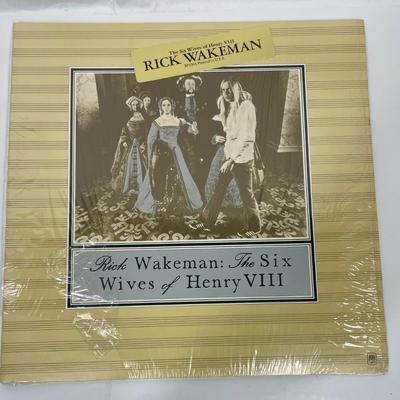 The Six Wives of Henry VIII
RICK WAKEMAN
Rick Wakeman: The Six
Wives of Henry VIII